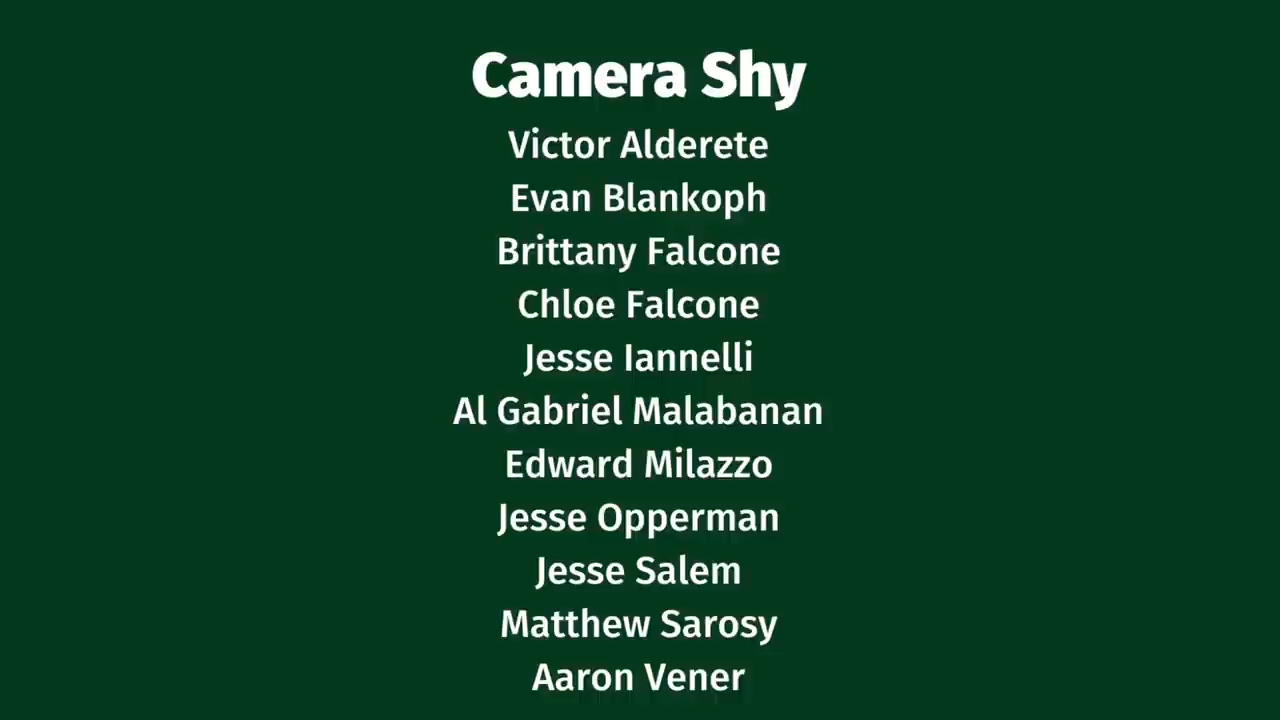 Camera Shy
Victor Alderete
Evan Blankoph
Brittany Falcone
Chloe Falcone
Jesse Iannelli
Al Gabriel Malabanan
Edward Milazzo
Jesse Opperman
Jesse Salem
Matthew Sarosy
Aaron Vener